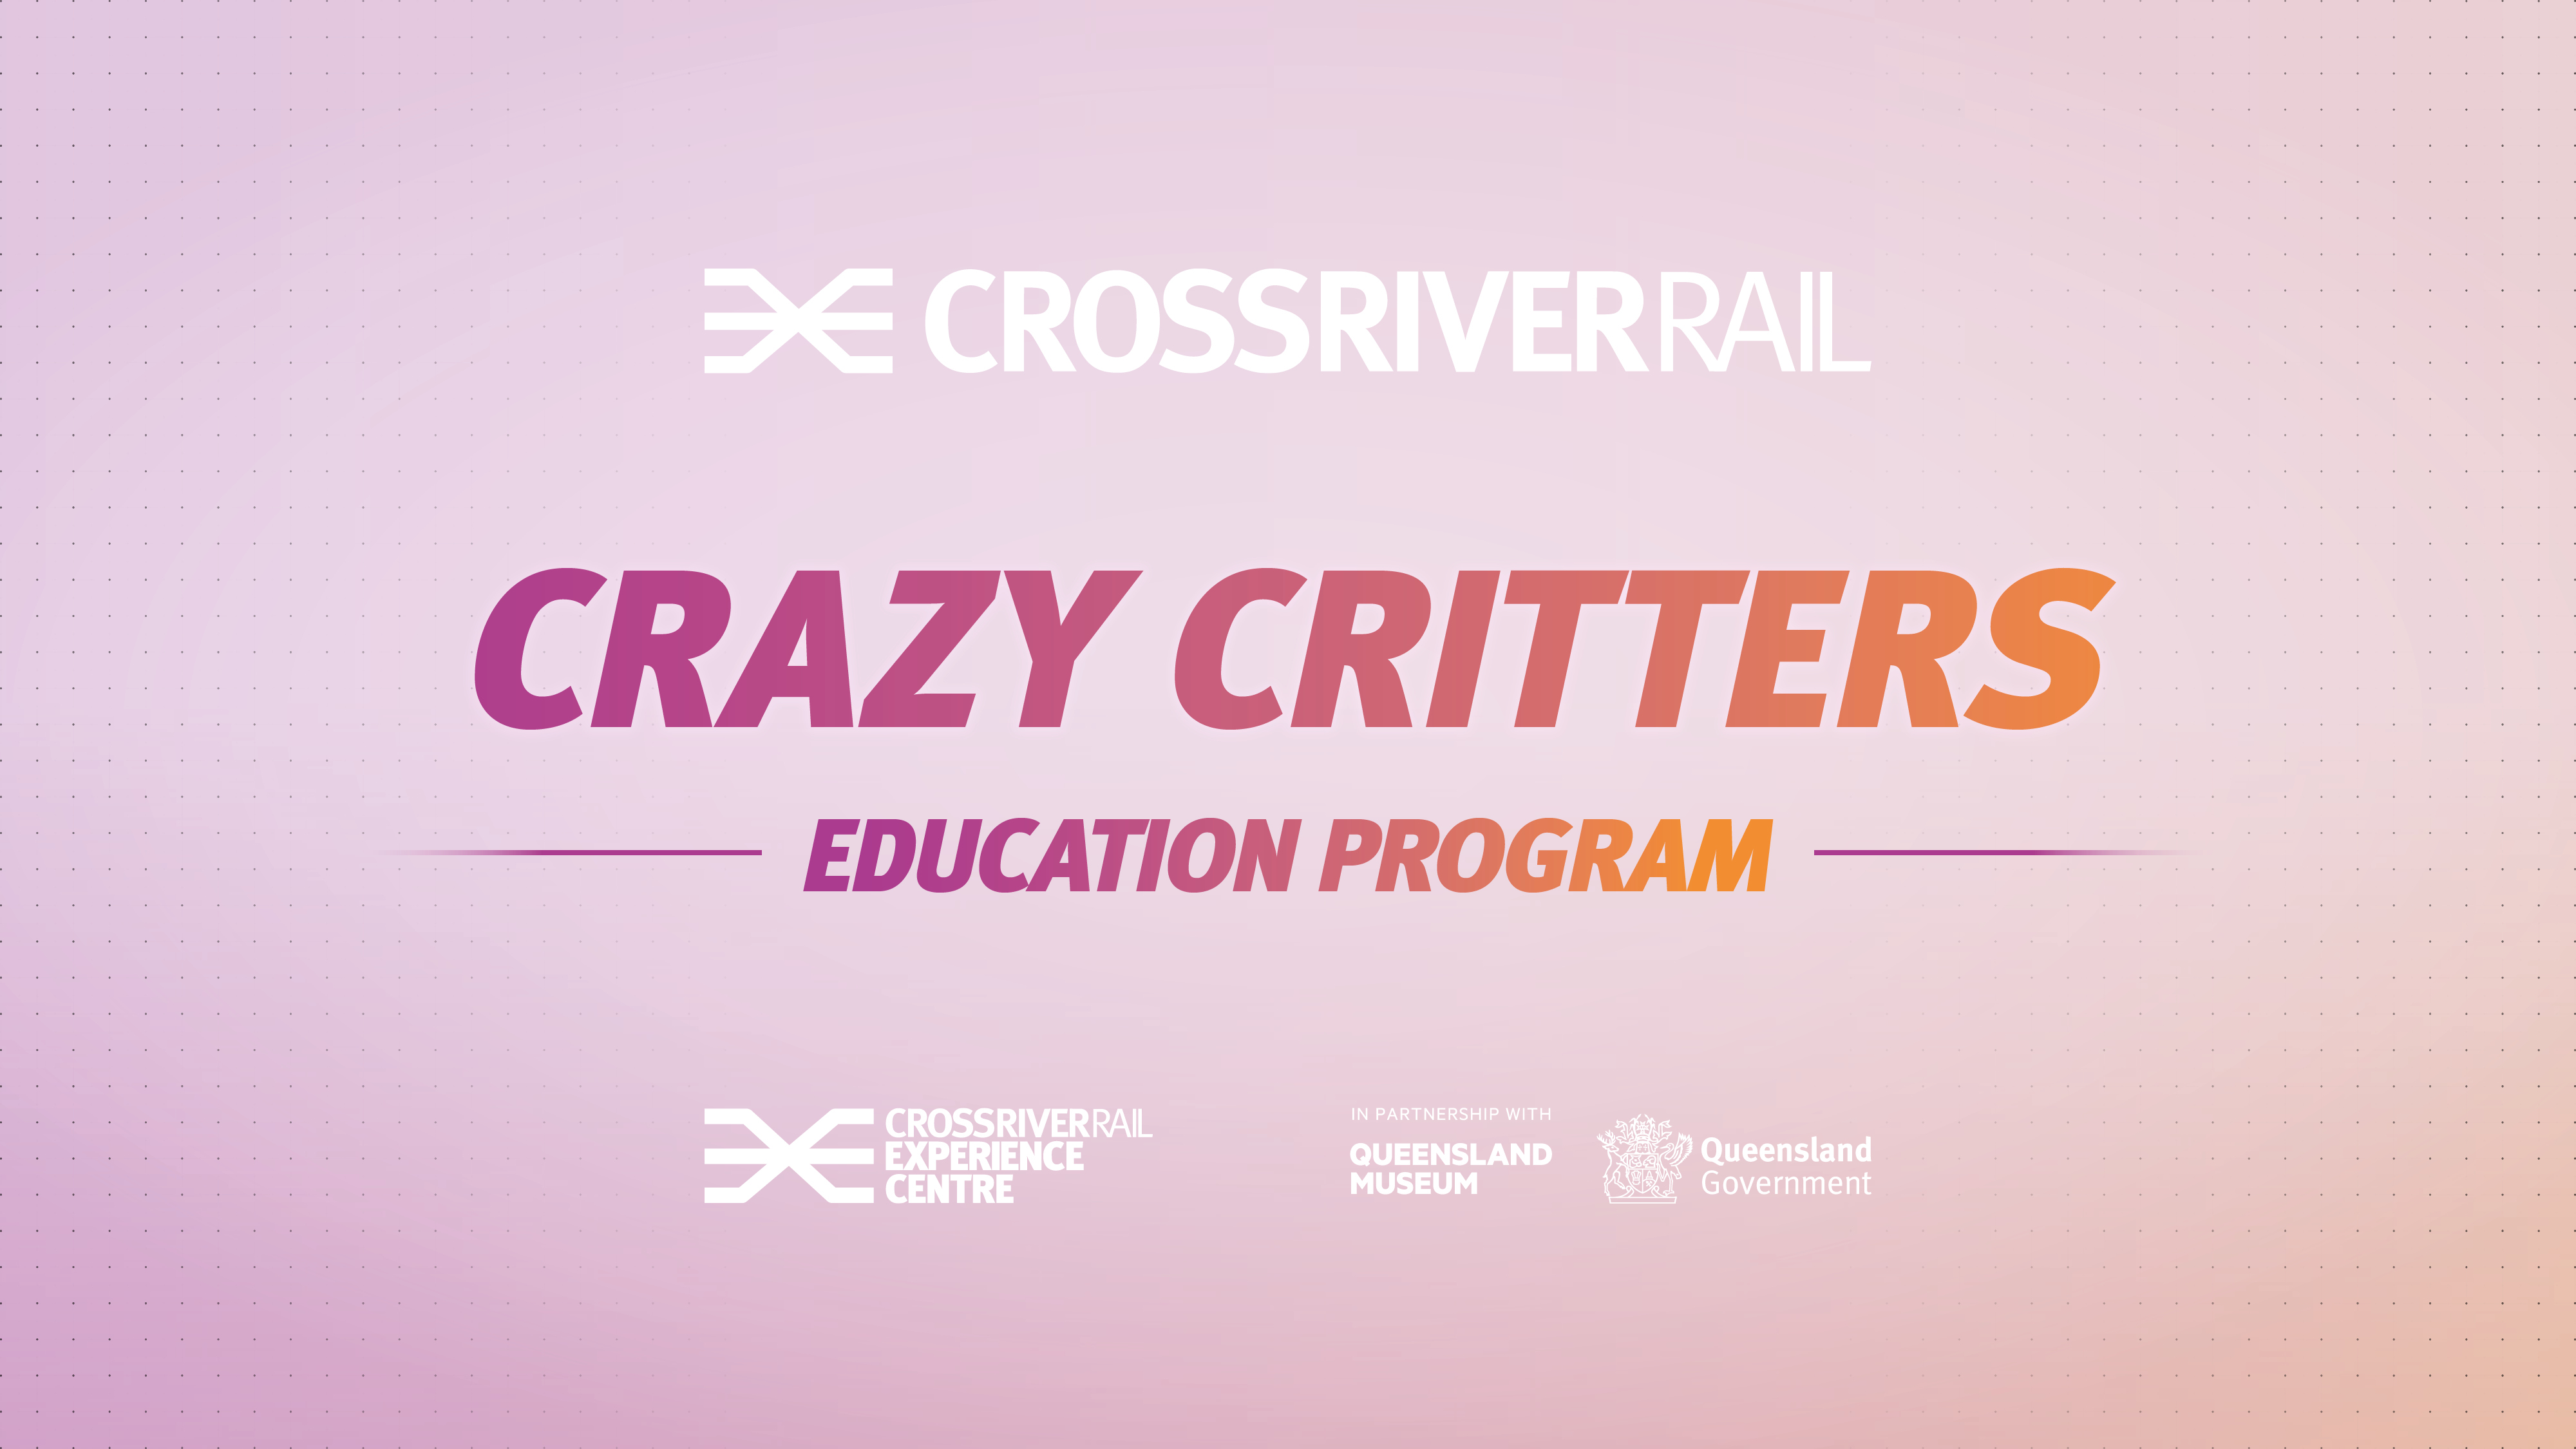 CROSSRIVERRAIL
CRAZY CRITTERS
EDUCATION PROGRAM
CROSSRIVERRAIL
EXPERIENCE
CENTRE
IN PARTNERSHIP WITH
QUEENSLAND
MUSEUM
Queensland
Government